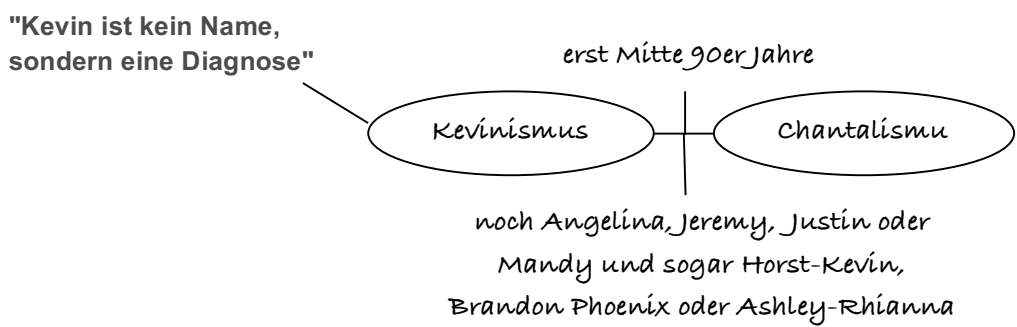 "Kevin ist kein Name,
sondern eine Diagnose"
erst Mitte 90er Jahre
Kevinismus
Chantalismu
noch Angelina, Jeremy, Justin oder
Mandy und sogar Horst-Kevin,
Brandon Phoenix oder Ashley-Rhianna